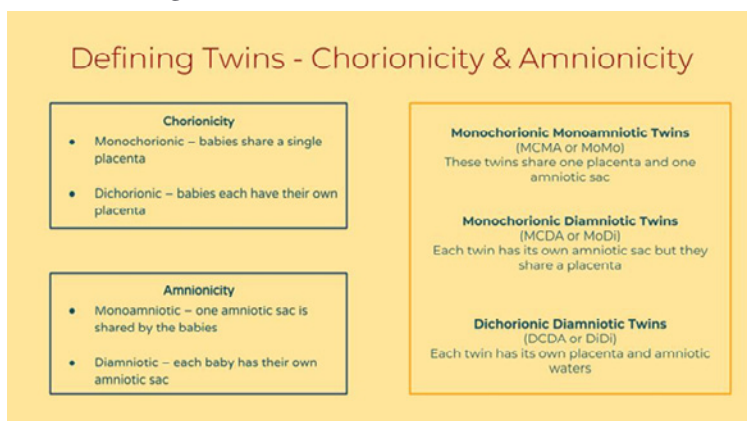 Defining Twins - Chorionicity & Amnionicity
Chorionicity
● Monochorionic – babies share a single
placenta
● Dichorionic – babies each have their own
placenta
Amnionicity
● Monoamniotic – one amniotic sac is
shared by the babies
● Diamniotic – each baby has their own
amniotic sac
Monochorionic Monoamniotic Twins
(MCMA or MoMo)
These twins share one placenta and one
amniotic sac
Monochorionic Diamniotic Twins
(MCDA or MoDi)
Each twin has its own amniotic sac but they
share a placenta
Dichorionic Diamniotic Twins
(DCDA or DiDi)
Each twin has its own placenta and amniotic
waters